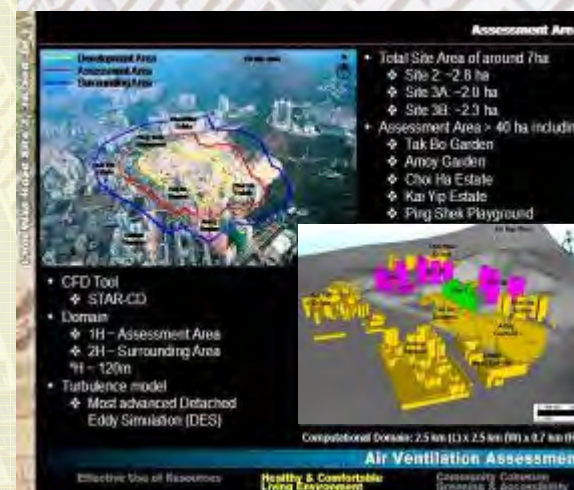 Assessment Area
Development Area
Assessment Area
Surrounding Area
• Total Site Area of around 7ha
❖ Site 2: ~2.8 ha
❖ Site 3A: ~2.0 ha
❖ Site 3B: ~2.3 ha
• Assessment Area > 40 ha includin
❖ Tak Bo Garden
❖ Amoy Garden
❖ Choi Ha Estate
❖ Kai Yip Estate
❖ Ping Shek Playground
• CFD Tool
❖ STAR-CD
• Domain
❖ 1H – Assessment Area
❖ 2H – Surrounding Area
*H – 120m
• Turbulence model
❖ Most advanced Detached
Eddy Simulation (DES)
Computational Domain: 2.5 km (L) x 2.5 km (W) x 0.7 km (H
Air Ventilation Assessmen
Effective Use of Resources
Healthy & Comfortable
Living Environment
Community Cohesion
Greening & Accessibility